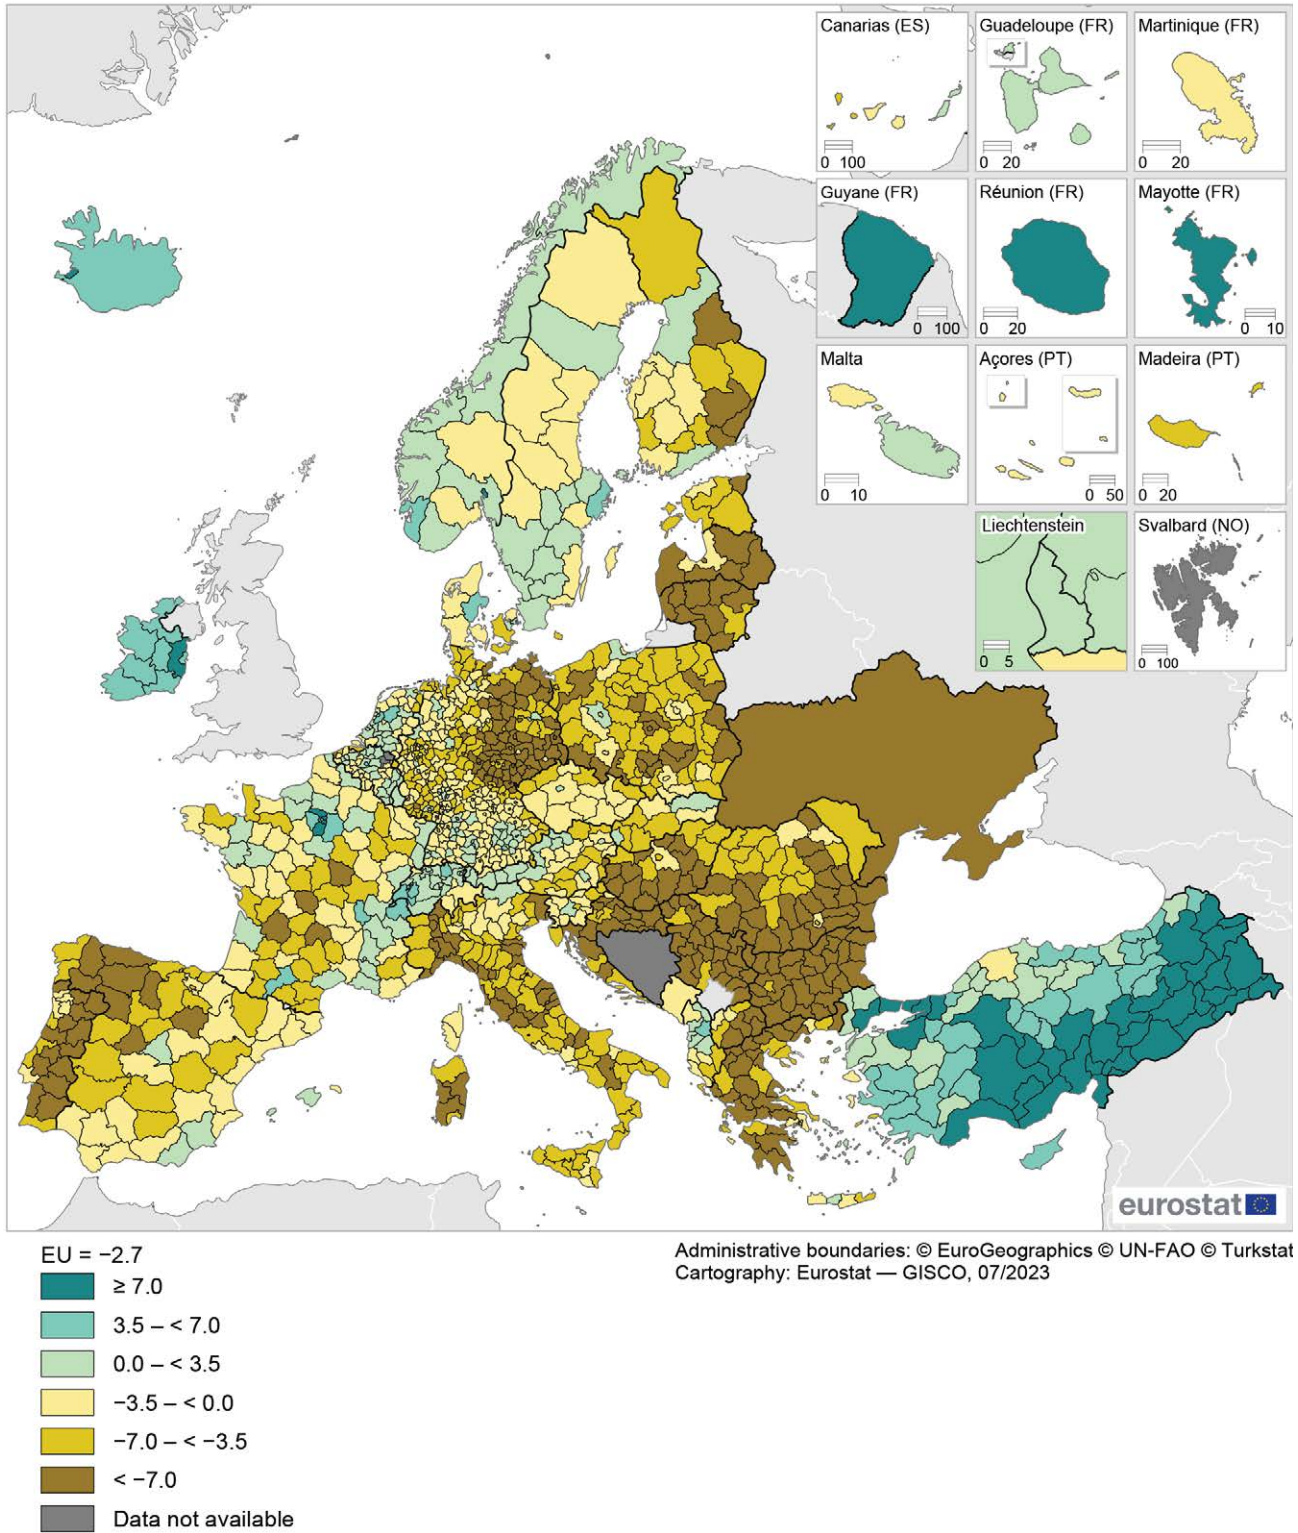 Canarias (ES)
0 100
Guadeloupe (FR)
0 20
Martinique (FR)
0 20
Guyane (FR)
0 100
Réunion (FR)
0 20
Mayotte (FR)
0 10
Malta
0 10
Açores (PT)
0 50
Madeira (PT)
0 20
Liechtenstein
0 5
Svalbard (NO)
0 100
eurostat
EU = −2.7
≥ 7.0
3.5 – < 7.0
0.0 – < 3.5
−3.5 – < 0.0
−7.0 – < −3.5
< −7.0
Data not available
Administrative boundaries: © EuroGeographics © UN-FAO © Turkstat
Cartography: Eurostat — GISCO, 07/2023